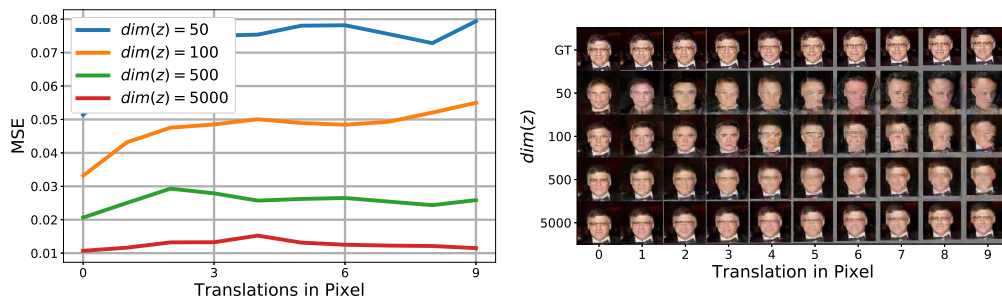 0.08
0.07
0.06
0.05
0.04
0.03
0.02
0.01
MSE
dim(z) = 50
dim(z) = 100
dim(z) = 500
dim(z) = 5000
0 3 6 9
Translations in Pixel
GT
50
100
500
5000
dim(z)
0 1 2 3 4 5 6 7 8 9
Translation in Pixel